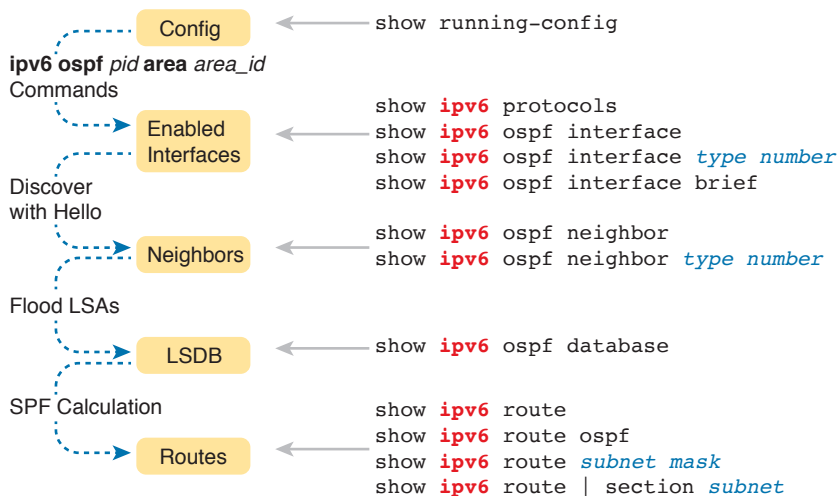 Config
show running-config
ipv6 ospf pid area area_id
Commands
Enabled
Interfaces
show ipv6 protocols
show ipv6 ospf interface
show ipv6 ospf interface type number
show ipv6 ospf interface brief
Discover
with Hello
Neighbors
show ipv6 ospf neighbor
show ipv6 ospf neighbor type number
Flood LSAs
LSDB
show ipv6 ospf database
SPF Calculation
Routes
show ipv6 route
show ipv6 route ospf
show ipv6 route subnet mask
show ipv6 route | section subnet